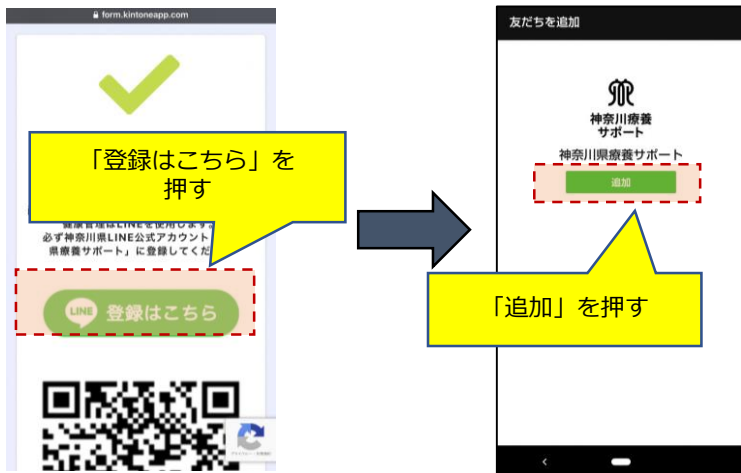 form.kintoneapp.com
「登録はこちら」を
押す
健康管理はLINEを使用します。
必ず神奈川県LINE公式アカウント
県療養サポート」に登録してくだ
LINE 登録はこちら
友だちを追加
神奈川療養
サポート
神奈川県療養サポート
追加
「追加」を押す